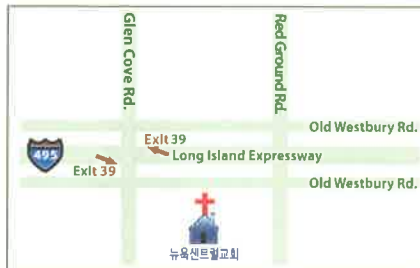 Glen Cove Rd.
Red Ground Rd.
Old Westbury Rd.
Exit 39
495
Long Island Expressway
Exit 39
Old Westbury Rd.
뉴욕센트럴교회